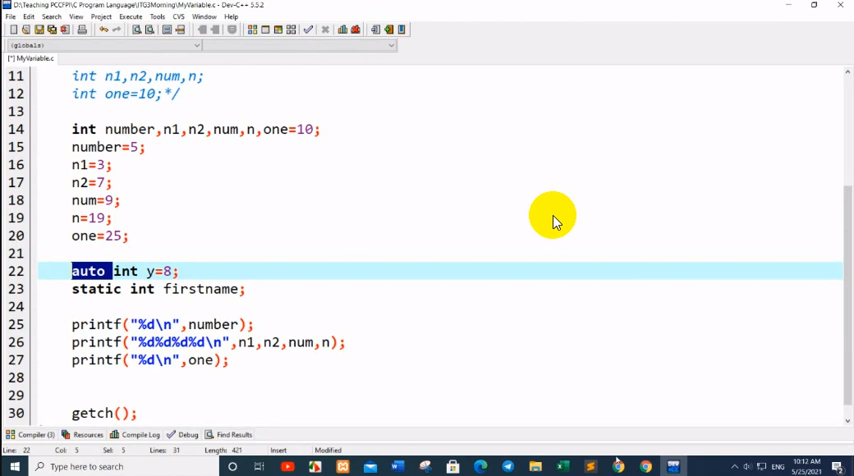 D:\Teaching PCCFP\C Program Language\ITG3Morning\MyVariable.c - Dev-C++ 5.5.2
File Edit Search View Project Execute Tools CVS Window Help
(globals)
[*] MyVariable.c
11 int n1,n2,num,n;
12 int one=10;*/
13
14 int number,n1,n2,num,n,one=10;
15 number=5;
16 n1=3;
17 n2=7;
18 num=9;
19 n=19;
20 one=25;
21
22 auto int y=8;
23 static int firstname;
24
25 printf("%d\n",number);
26 printf("%d%d%d%d\n",n1,n2,num,n);
27 printf("%d\n",one);
28
29
30 getch();
Compiler (3) Resources Compile Log Debug Find Results
Line: 22 Col: 5 Sel: 5 Lines: 31 Length: 421 Insert Modified
Type here to search
ENG
10:12 AM
5/25/2021